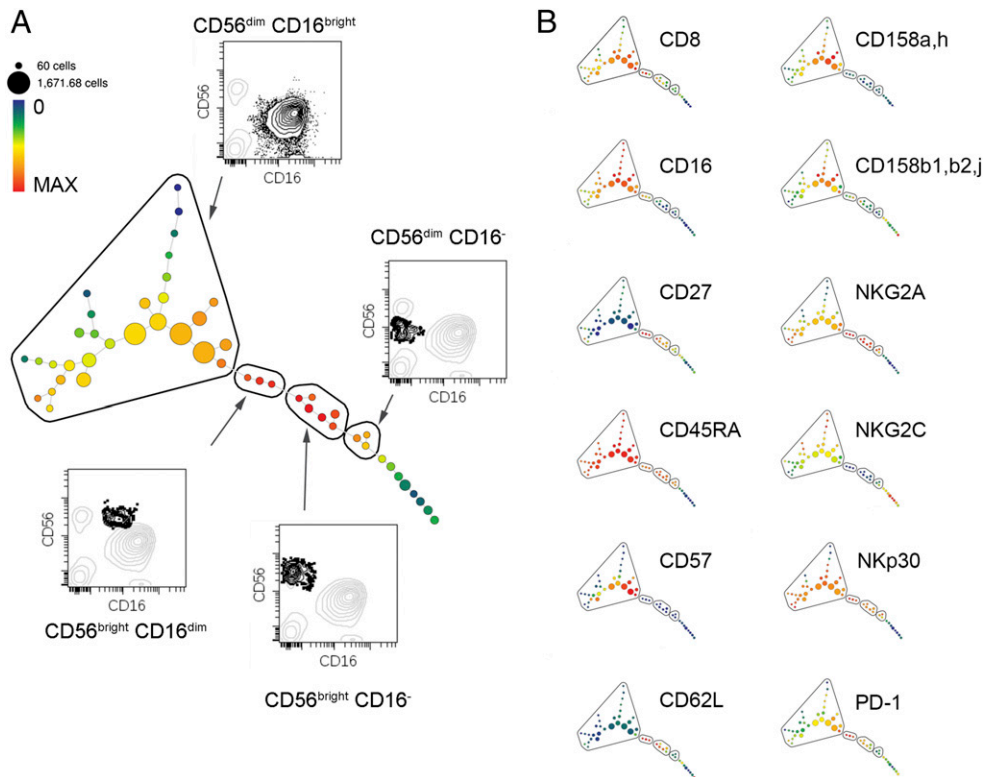 A
60 cells
1,671.68 cells
0
MAX
CD56dim CD16bright
CD56
CD16
CD56dim CD16-
CD56
CD16
CD56
CD16
CD56bright CD16dim
CD56
CD16
CD56bright CD16-
B
CD8
CD158a,h
CD16
CD158b1,b2,j
CD27
NKG2A
CD45RA
NKG2C
CD57
NKp30
CD62L
PD-1